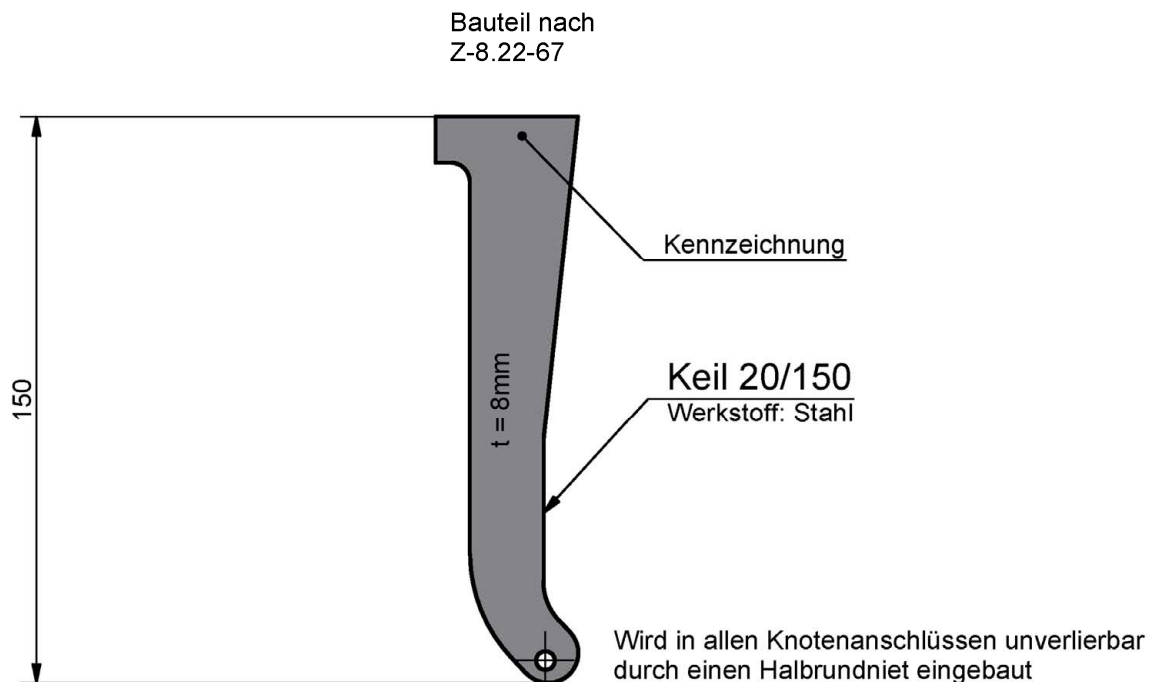 Bauteil nach
Z-8.22-67
Kennzeichnung
150
t = 8mm
Keil 20/150
Werkstoff: Stahl
Wird in allen Knotenanschlüssen unverlierbar
durch einen Halbrundniet eingebaut